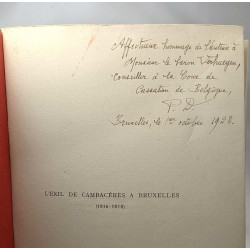 Affectueux hommage de l'auteur à
Monsieur le baron Verhaegen,
Conseiller à la Cour de
Cassation de Belgique,
P. D.
Bruxelles, le 1er octobre 1928.
L'EXIL DE CAMBACÉRÈS A BRUXELLES
(1816-1818)